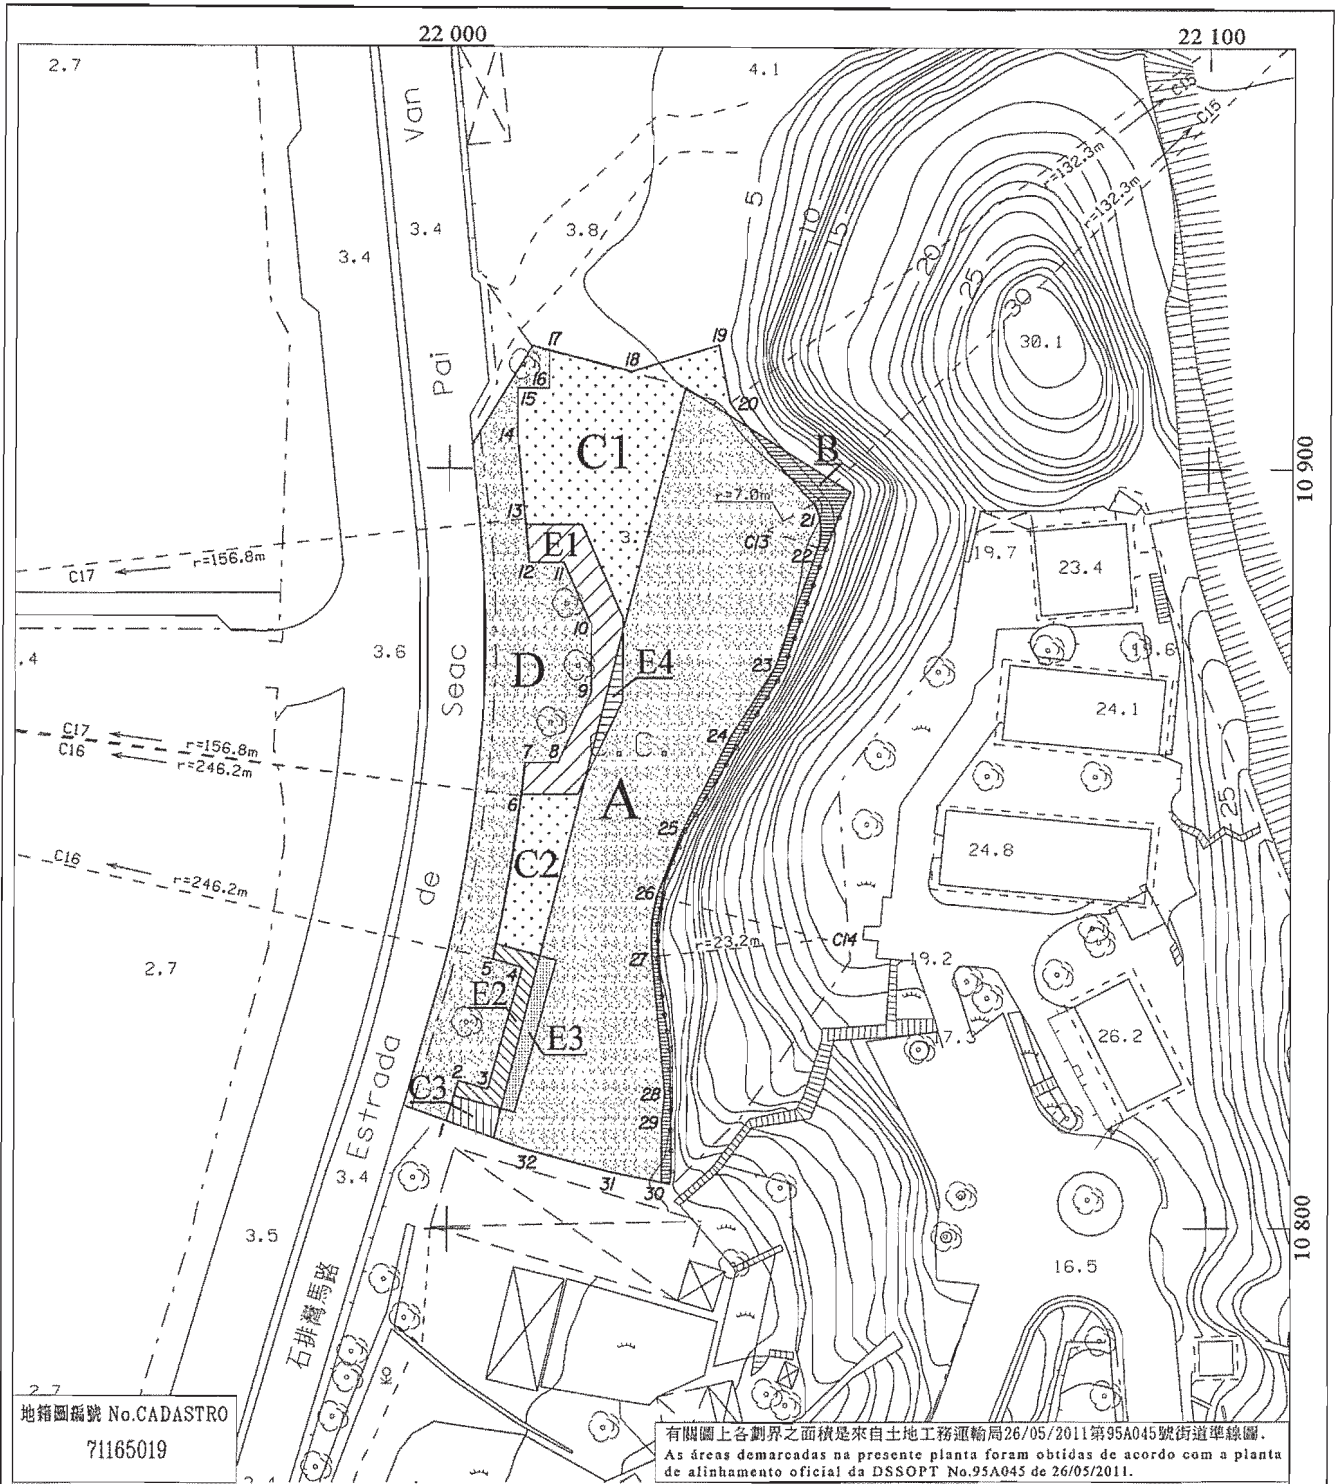 22 000
22 100
2.7
4.1
Van
C15
C15
r=132.3m
r=132.3m
5
10
15
20
25
30
3.4
3.4
3.8
30.1
Pai
17
18
19
16
15
20
14
C1
B
10 900
r=7.0m
13
21
C13
22
E1
19.7
23.4
C17
r=156.8m
12
11
10
.4
3.6
Seac
D
E4
23
19.6
9
24.1
C17
r=156.8m
C16
r=246.2m
7
8
24
C.C.
A
25
6
25
24.8
C16
r=246.2m
C2
de
26
r=23.2m
C14
27
2.7
5
4
19.2
E2
E3
17.3
26.2
Estrada
2
3
C3
28
29
3.4
32
31
30
3.5
10 800
16.5
石排灣馬路
KO
2.7
地籍圖編號 No.CADASTRO
71165019
有關圖上各劃界之面積是來自土地工務運輸局26/05/2011第95A045號街道準線圖.
As áreas demarcadas na presente planta foram obtidas de acordo com a planta
de alinhamento oficial da DSSOPT No.95A045 de 26/05/2011.